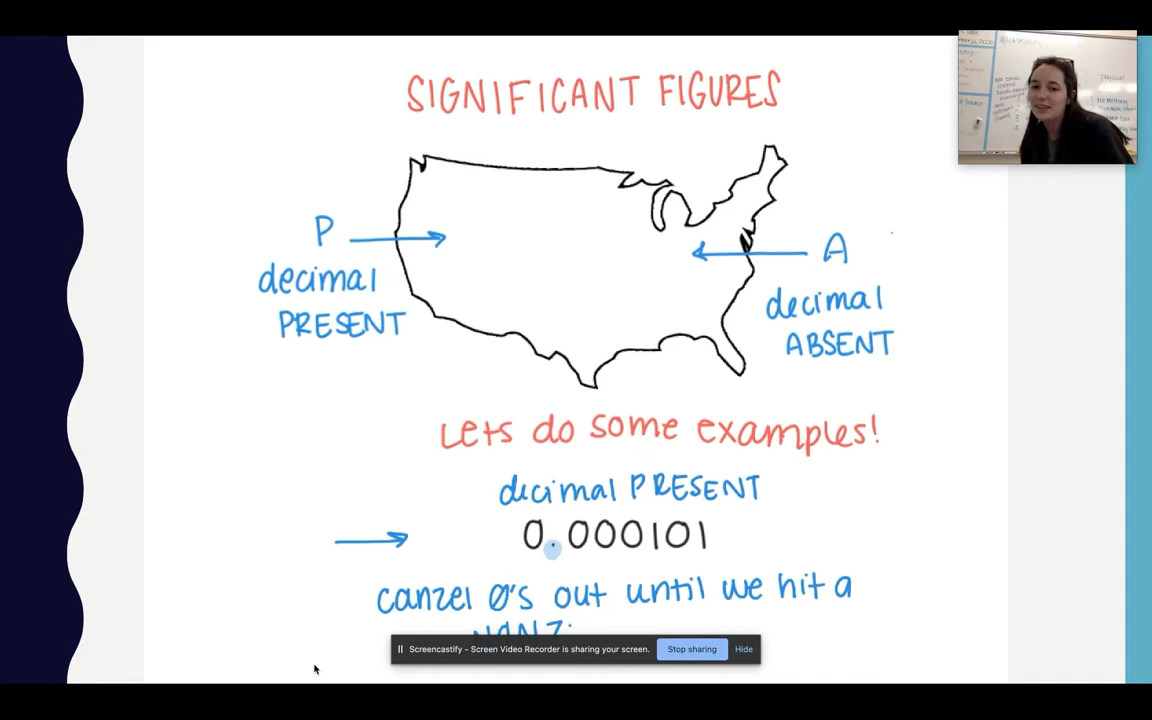 SIGNIFICANT FIGURES
P
decimal
PRESENT
A
decimal
ABSENT
Lets do some examples!
decimal PRESENT
0.000101
canzel 0's out until we hit a
Screencastify - Screen Video Recorder is sharing your screen.
Stop sharing
Hide